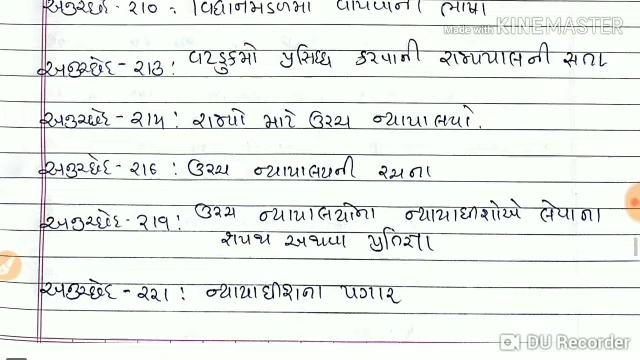 અનુચ્છેદ-૨૧૦ : વિધાનમંડળમાં વાપવાની ભાષા
Made with KINEMASTER
અનુચ્છેદ-૨૧૩ : વટહુકમો પ્રસિધ્ધ કરવાની રાજ્યપાલની સતા
અનુચ્છેદ-૨૧૪ : રાજ્યો માટે ઉચ્ચ ન્યાયાલયો.
અનુચ્છેદ-૨૧૬ : ઉચ્ચ ન્યાયાલયની રચના
અનુચ્છેદ-૨૧૯ : ઉચ્ચ ન્યાયાલયોના ન્યાયાધીશોએ લેવાના
શપથ અથવા પ્રતિજ્ઞા
અનુચ્છેદ-૨૨૧ : ન્યાયાધીશના પગાર
DU Recorder